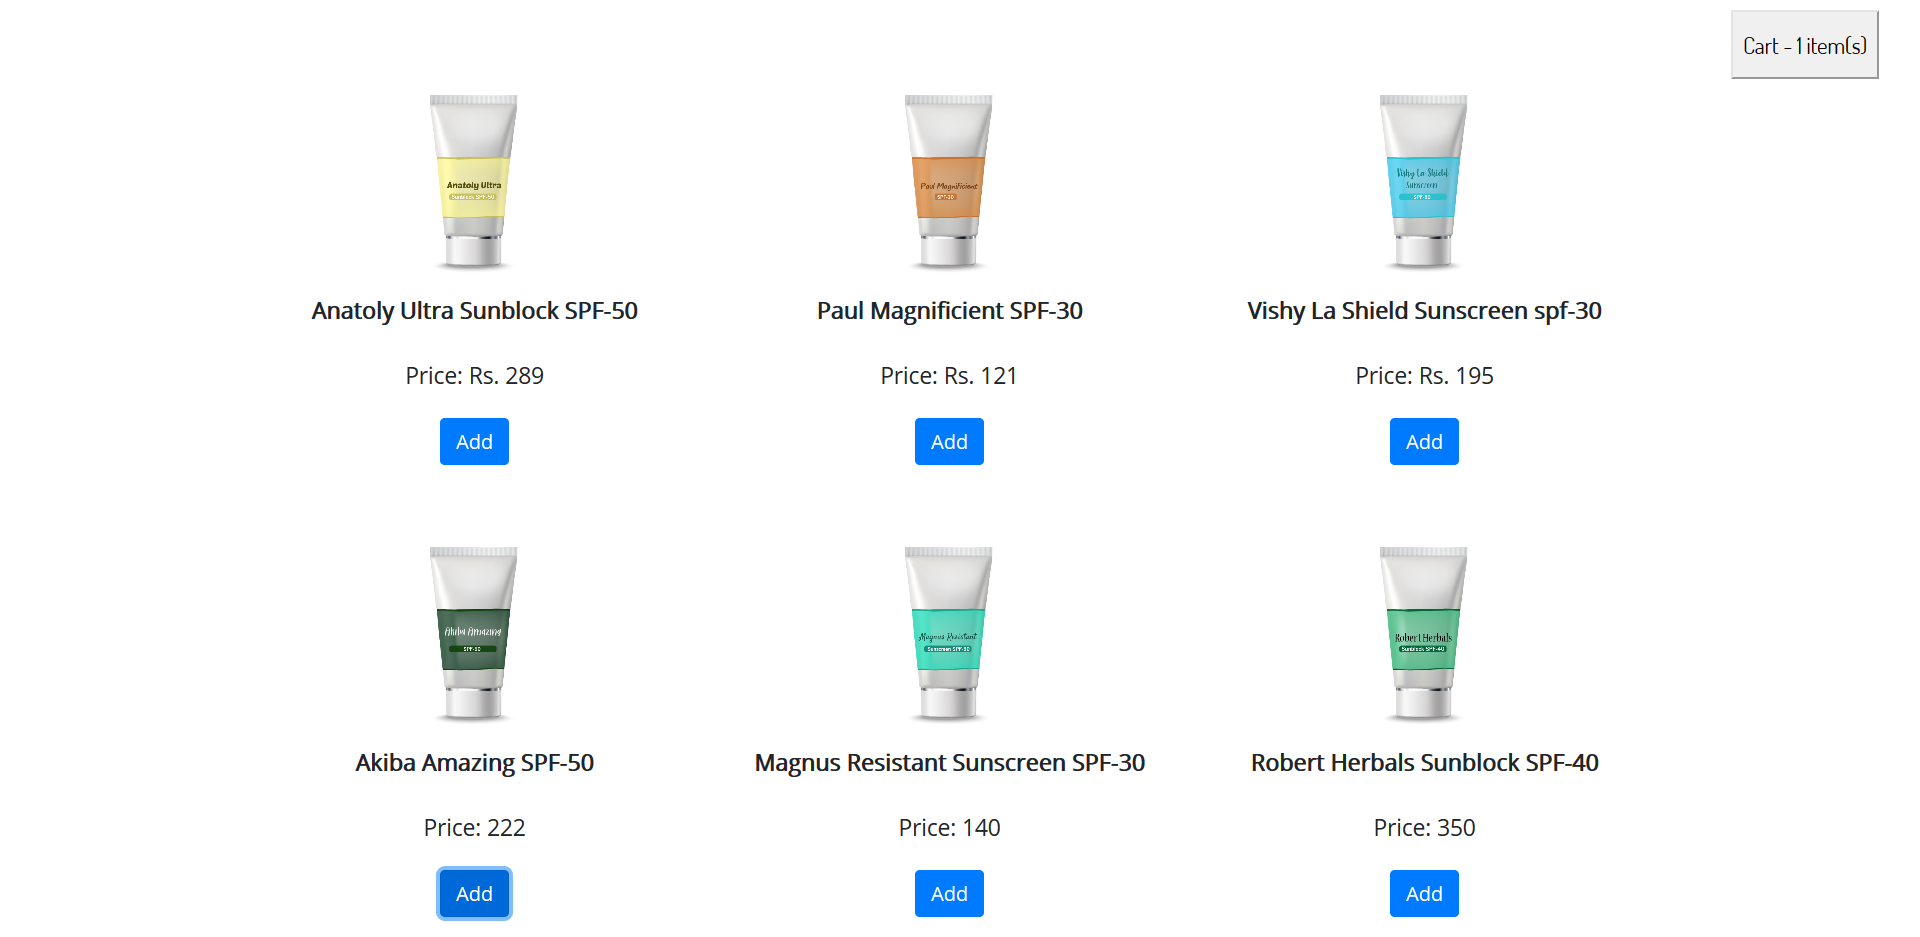 Cart - 1 item(s)
Anatoly Ultra
Sunblock SPF-50
Paul Magnificient
SPF-30
Vishy La Shield
Sunscreen
Anatoly Ultra Sunblock SPF-50
Paul Magnificient SPF-30
Vishy La Shield Sunscreen spf-30
Price: Rs. 289
Price: Rs. 121
Price: Rs. 195
Add
Add
Add
Akiba Amazing
SPF-50
Magnus Resistant
Sunscreen SPF-30
Robert Herbals
Sunblock SPF-40
Akiba Amazing SPF-50
Magnus Resistant Sunscreen SPF-30
Robert Herbals Sunblock SPF-40
Price: 222
Price: 140
Price: 350
Add
Add
Add